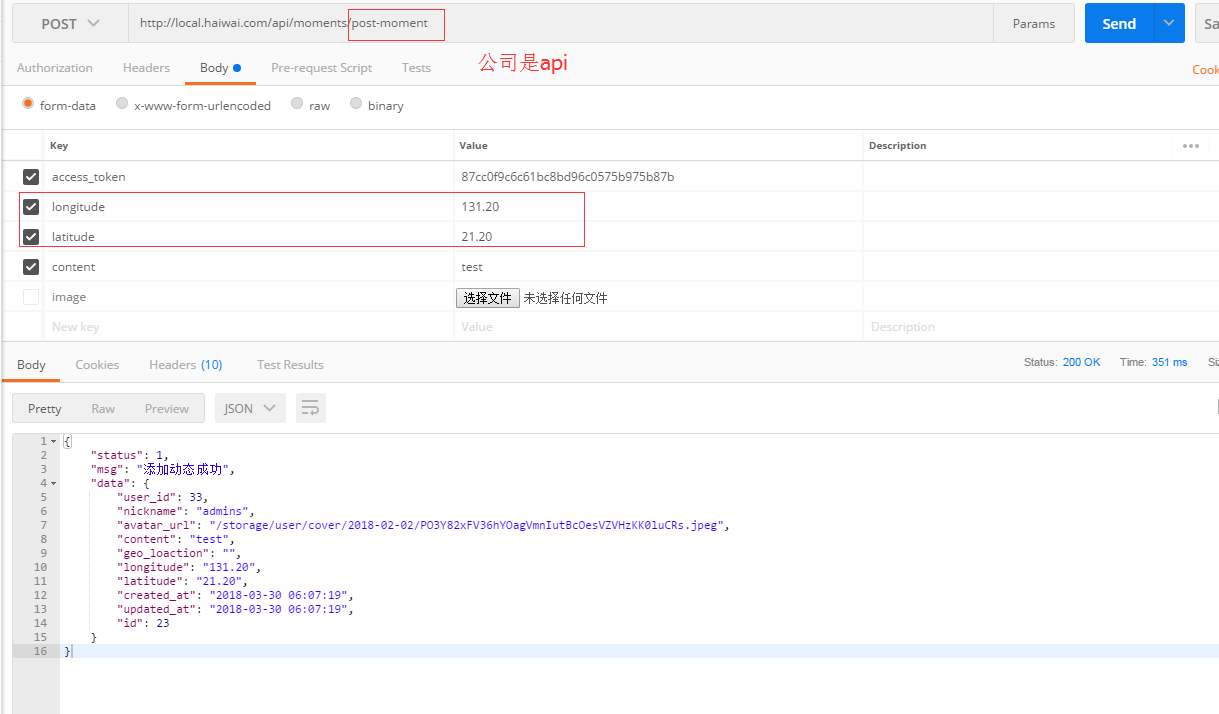 POST http://local.haiwai.com/api/moments/post-moment Params Send Sa
公司是api
Authorization Headers Body Pre-request Script Tests Cook
form-data x-www-form-urlencoded raw binary
Key Value Description
access_token 87cc0f9c6c61bc8bd96c0575b975b87b
longitude 131.20
latitude 21.20
content test
image 选择文件 未选择任何文件
New key Value Description
Body Cookies Headers (10) Test Results Status: 200 OK Time: 351 ms Siz
Pretty Raw Preview JSON
1 {
2 "status": 1,
3 "msg": "添加动态成功",
4 "data": {
5 "user_id": 33,
6 "nickname": "admins",
7 "avatar_url": "/storage/user/cover/2018-02-02/PO3Y82xFV36hYOagVmnIutBcOesVZVHzKK0luCRs.jpeg",
8 "content": "test",
9 "geo_loaction": "",
10 "longitude": "131.20",
11 "latitude": "21.20",
12 "created_at": "2018-03-30 06:07:19",
13 "updated_at": "2018-03-30 06:07:19",
14 "id": 23
15 }
16 }